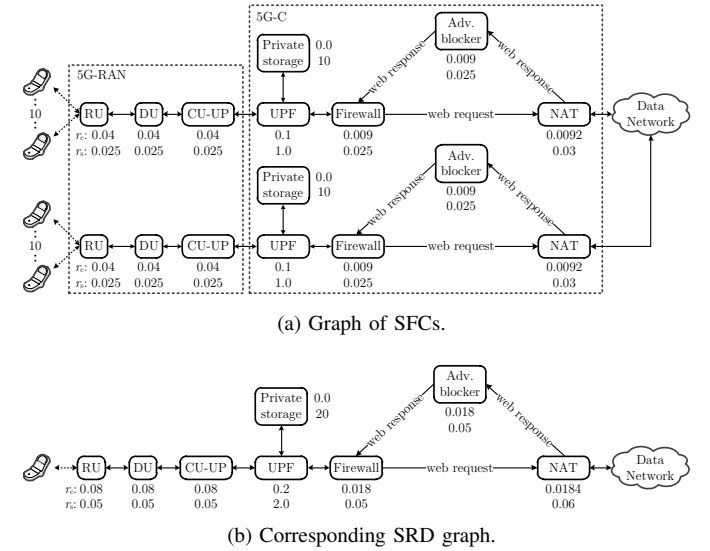 5G-C
Private storage
0.0
10
Adv. blocker
0.009
0.025
web response
web response
5G-RAN
10
RU
DU
CU-UP
UPF
Firewall
web request
NAT
Data Network
rc: 0.04 0.04 0.04 0.1 0.009 0.0092
rs: 0.025 0.025 0.025 1.0 0.025 0.03
Private storage
0.0
10
Adv. blocker
0.009
0.025
web response
web response
10
RU
DU
CU-UP
UPF
Firewall
web request
NAT
rc: 0.04 0.04 0.04 0.1 0.009 0.0092
rs: 0.025 0.025 0.025 1.0 0.025 0.03
(a) Graph of SFCs.
Private storage
0.0
20
Adv. blocker
0.018
0.05
web response
web response
RU
DU
CU-UP
UPF
Firewall
web request
NAT
Data Network
rc: 0.08 0.08 0.08 0.2 0.018 0.0184
rs: 0.05 0.05 0.05 2.0 0.05 0.06
(b) Corresponding SRD graph.